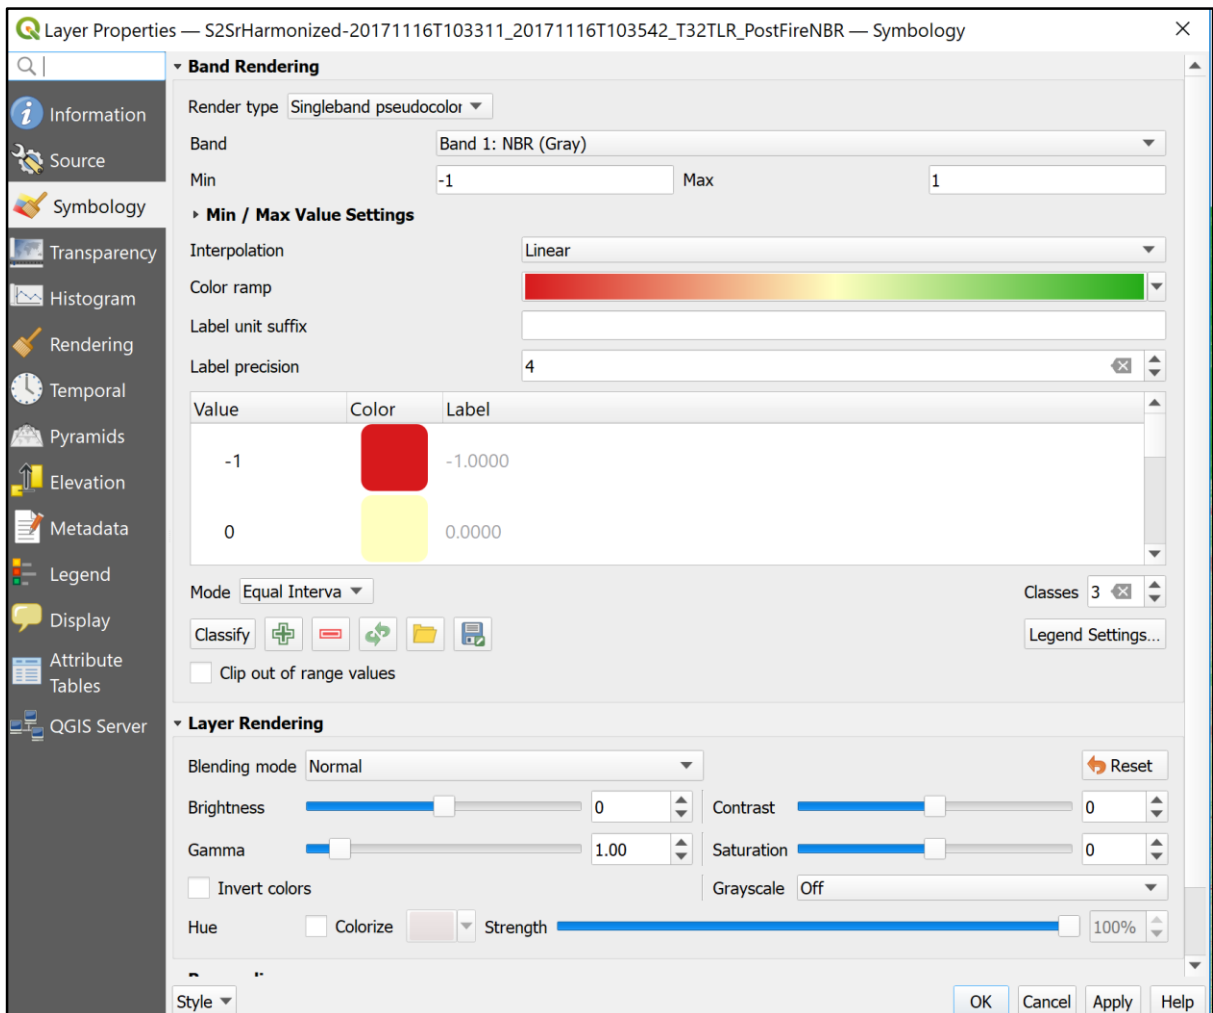 Layer Properties — S2SrHarmonized-20171116T103311_20171116T103542_T32TLR_PostFireNBR — Symbology
Information
Source
Symbology
Transparency
Histogram
Rendering
Temporal
Pyramids
Elevation
Metadata
Legend
Display
Attribute
Tables
QGIS Server
Band Rendering
Render type Singleband pseudocolor
Band Band 1: NBR (Gray)
Min -1 Max 1
Min / Max Value Settings
Interpolation Linear
Color ramp
Label unit suffix
Label precision 4
Value Color Label
-1 -1.0000
0 0.0000
Mode Equal Interva Classes 3
Classify Legend Settings...
Clip out of range values
Layer Rendering
Blending mode Normal Reset
Brightness 0 Contrast 0
Gamma 1.00 Saturation 0
Invert colors Grayscale Off
Hue Colorize Strength 100%
Style OK Cancel Apply Help